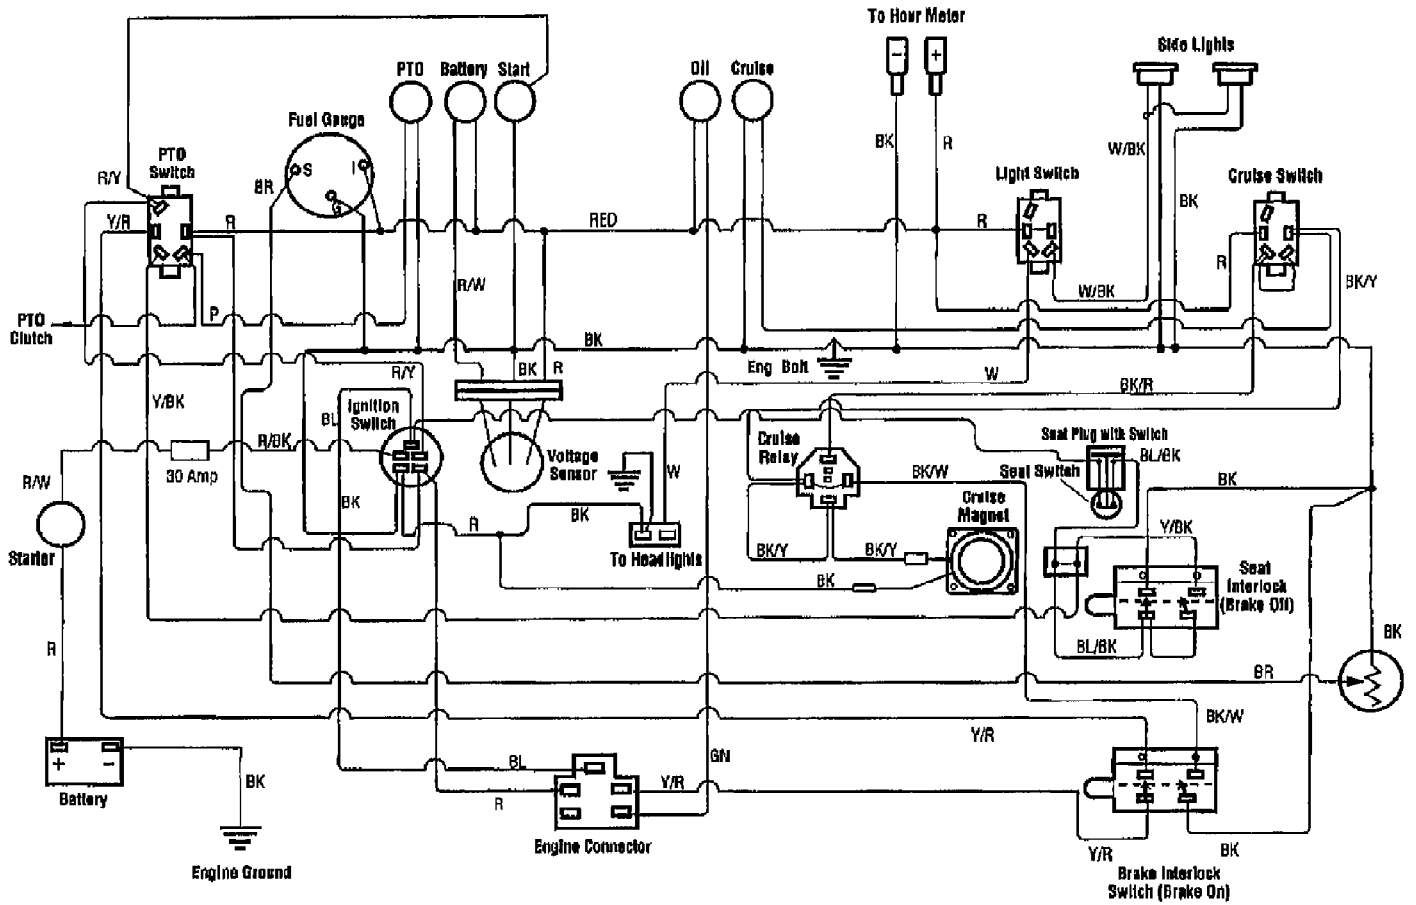 To Hour Meter
Side Lights
PTO
Battery
Start
Oil
Cruise
-
+
Fuel Gauge
PTO
Switch
S
I
G
R/Y
BR
BK
R
W/BK
BK
Light Switch
Cruise Switch
Y/R
R
RED
R
R/W
W/BK
R
BK/Y
P
PTO
Clutch
BK
Eng Bolt
W
R/Y
BK
R
BK/R
Y/BK
BL
Ignition
Switch
R/BK
30 Amp
Voltage
Sensor
W
Cruise
Relay
Seat Plug with Switch
BL/BK
Seat Switch
BK/W
BK
R/W
BK
R
BK
Cruise
Magnet
Y/BK
Starter
To Headlights
BK/Y
BK/Y
BK
Seat
Interlock
(Brake Off)
R
BL/BK
BK
BR
BK/W
Y/R
+
-
Battery
BK
BL
R
Y/R
GN
Engine Connector
Y/R
BK
Engine Ground
Brake Interlock
Switch (Brake On)